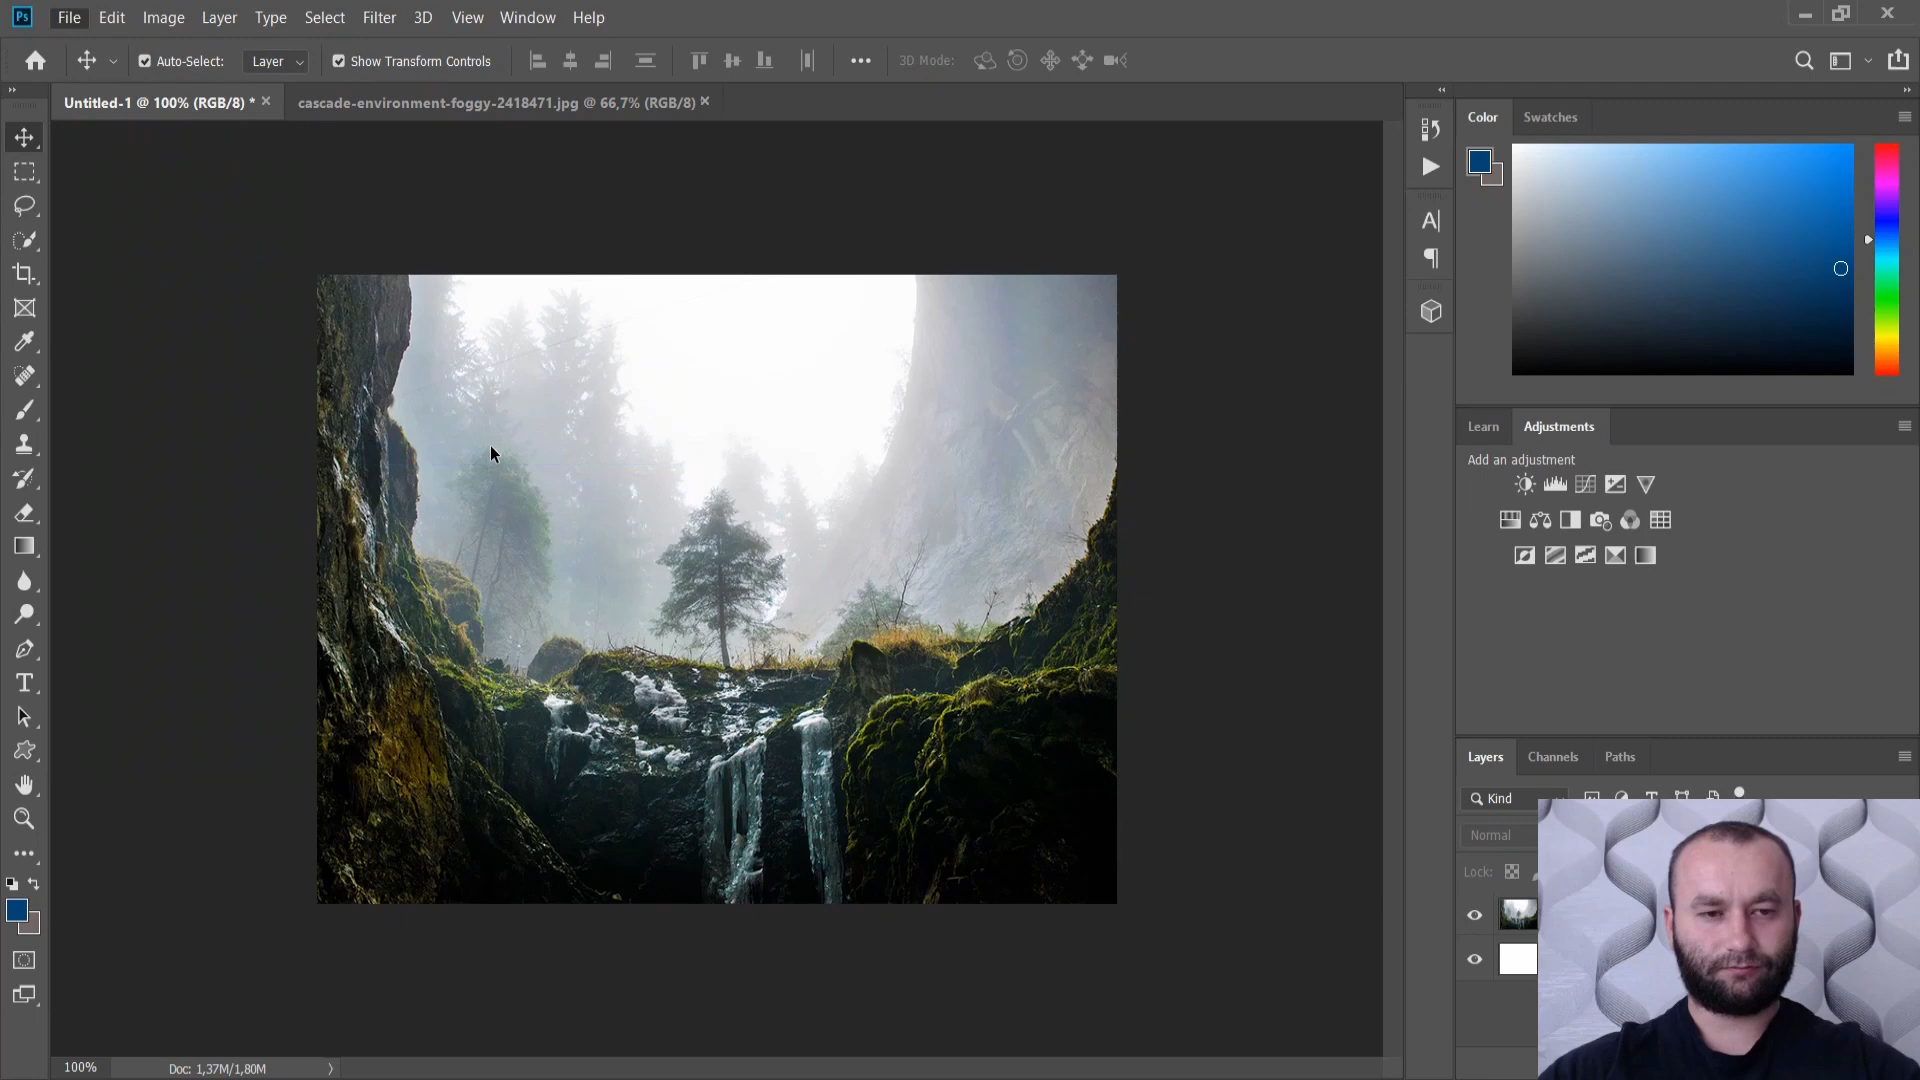 Ps File Edit Image Layer Type Select Filter 3D View Window Help
Auto-Select: Layer Show Transform Controls 3D Mode:
Untitled-1 @ 100% (RGB/8) * × cascade-environment-foggy-2418471.jpg @ 66,7% (RGB/8) ×
Color Swatches
Learn Adjustments
Add an adjustment
Layers Channels Paths
Kind
Normal
Lock:
100% Doc: 1,37M/1,80M